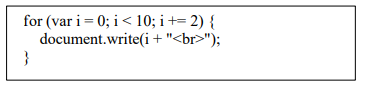 for (var i = 0; i < 10; i += 2) {
document.write(i + "<br>");
}